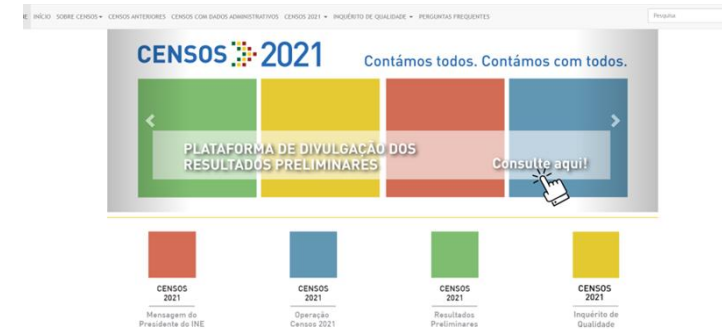 INÍCIO SOBRE CENSOS CENSOS ANTERIORES CENSOS COM DADOS ADMINISTRATIVOS CENSOS 2021 INQUÉRITO DE QUALIDADE PERGUNTAS FREQUENTES
Pesquisa
CENSOS 2021
Contámos todos. Contámos com todos.
PLATAFORMA DE DIVULGAÇÃO DOS
RESULTADOS PRELIMINARES
Consulte aqui!
CENSOS
2021
Mensagem do
Presidente do INE
CENSOS
2021
Operação
Censos 2021
CENSOS
2021
Resultados
Preliminares
CENSOS
2021
Inquérito de
Qualidade